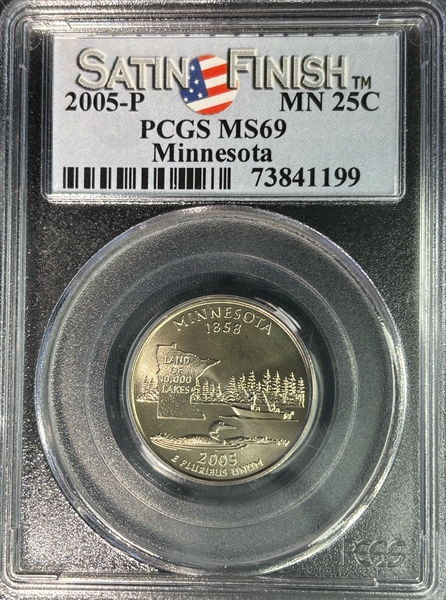 SATIN FINISH™
2005-P MN 25C
PCGS MS69
Minnesota
73841199
MINNESOTA
1858
LAND
OF
10,000
LAKES
2005
E PLURIBUS UNUM
PCGS